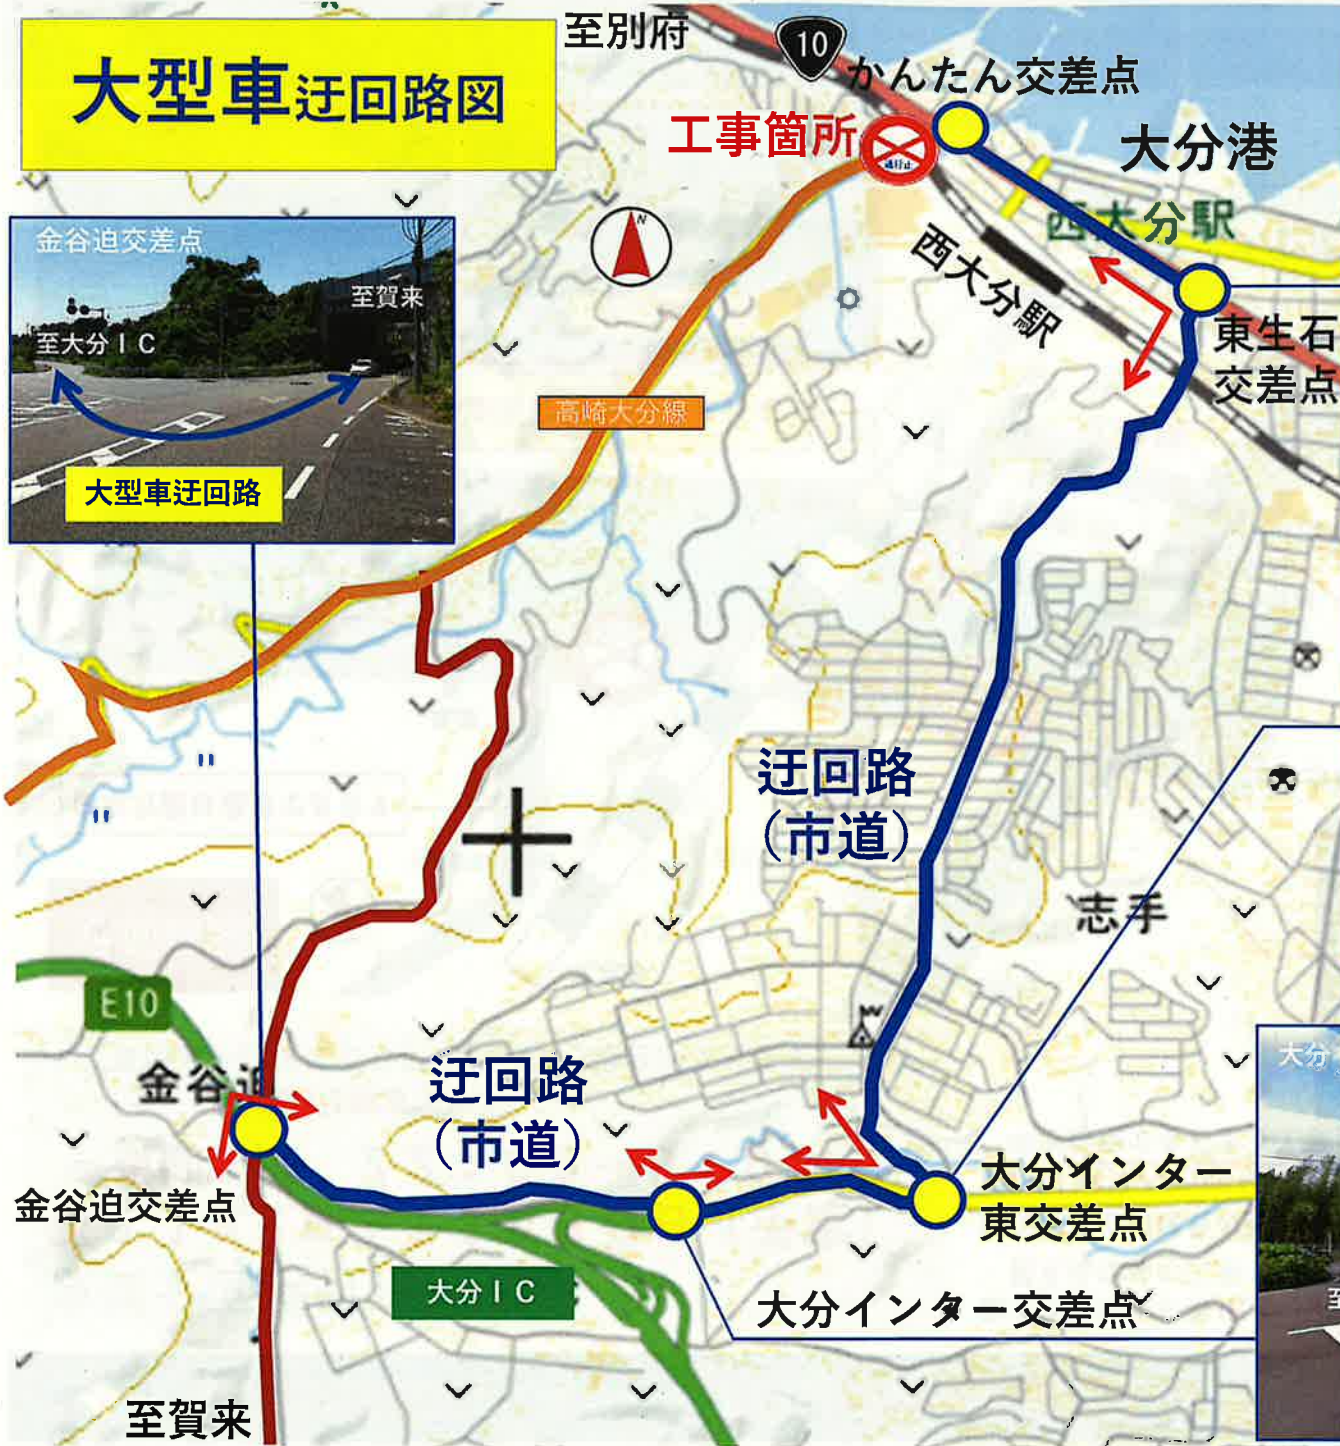 至別府
10
大型車迂回路図
かんたん交差点
工事箇所
大分港
N
西大分駅
西大分駅
金谷迫交差点
至賀来
至大分IC
大型車迂回路
東生石
交差点
高崎大分線
迂回路
(市道)
志手
E10
金谷迫
迂回路
(市道)
大分インター
東交差点
金谷迫交差点
大分IC
大分インター交差点
至賀来
大分
至